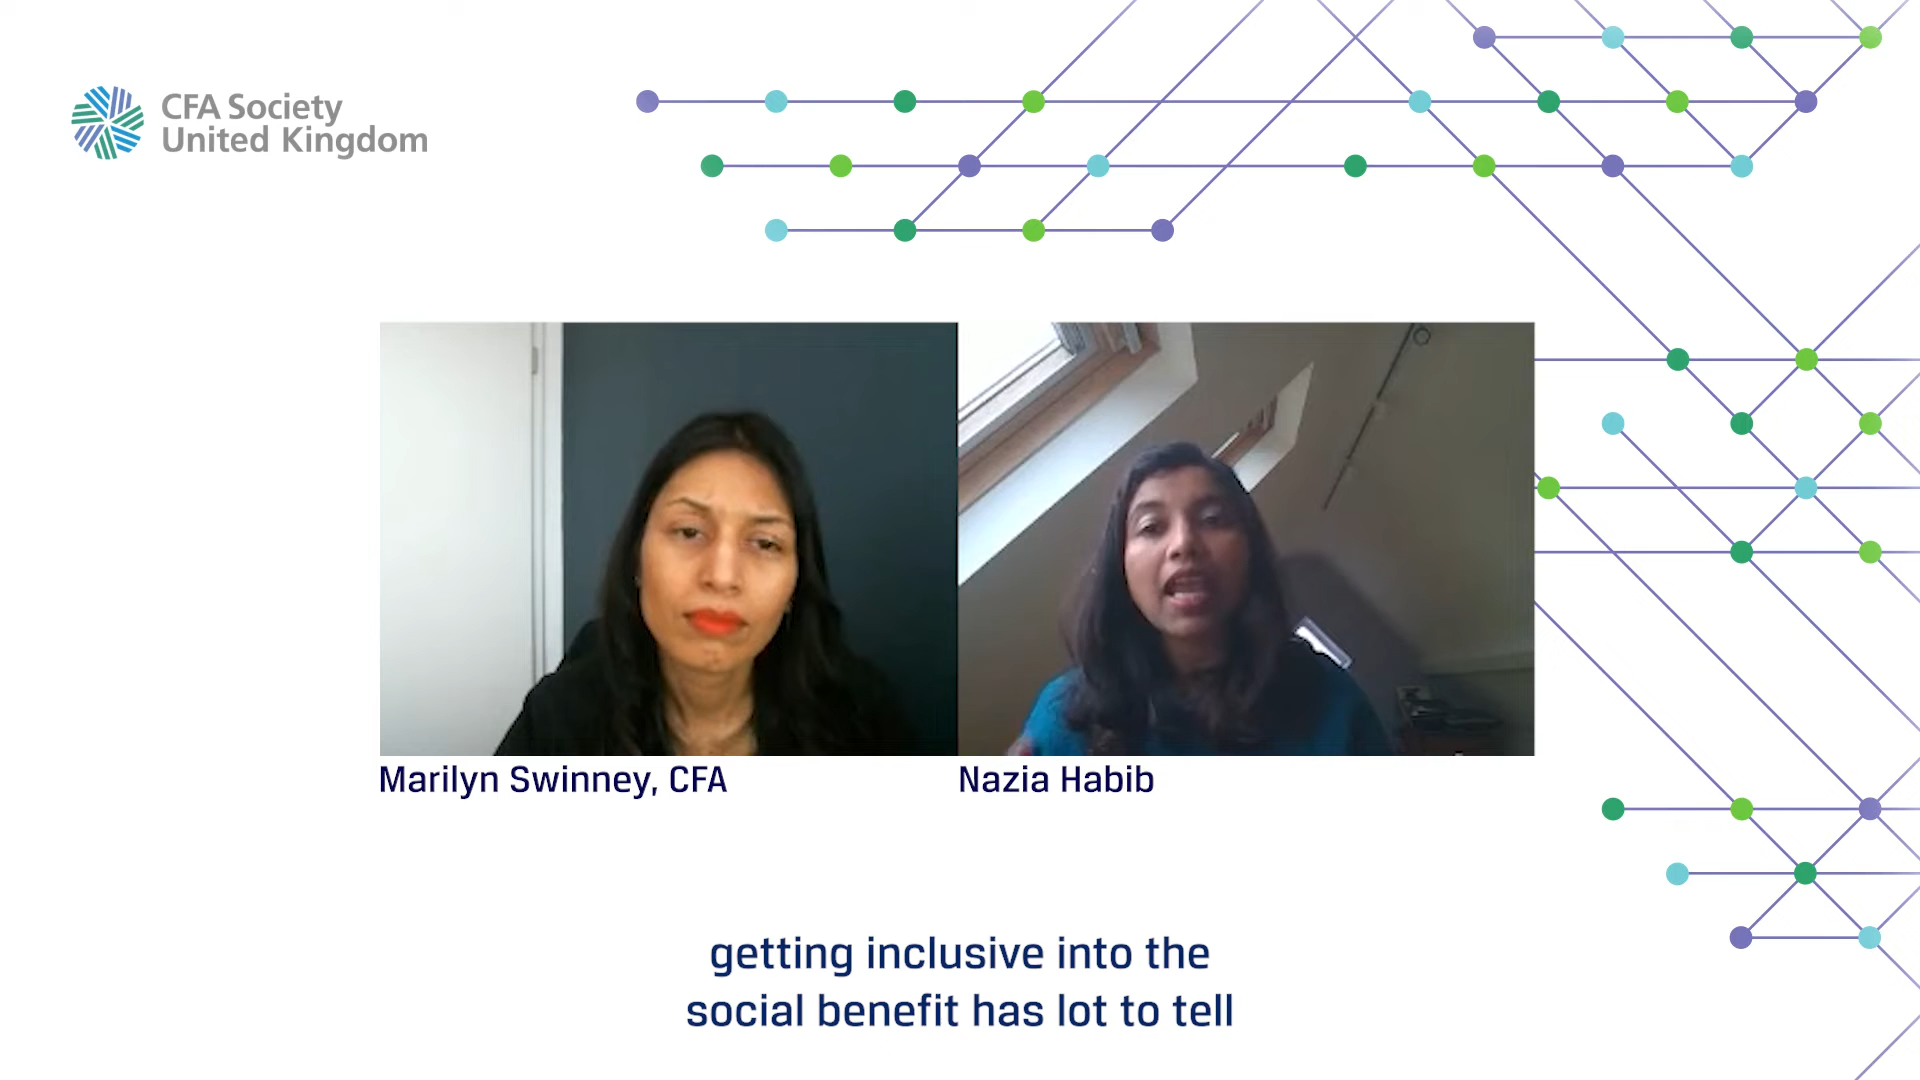 CFA Society
United Kingdom
Marilyn Swinney, CFA
Nazia Habib
getting inclusive into the
social benefit has lot to tell